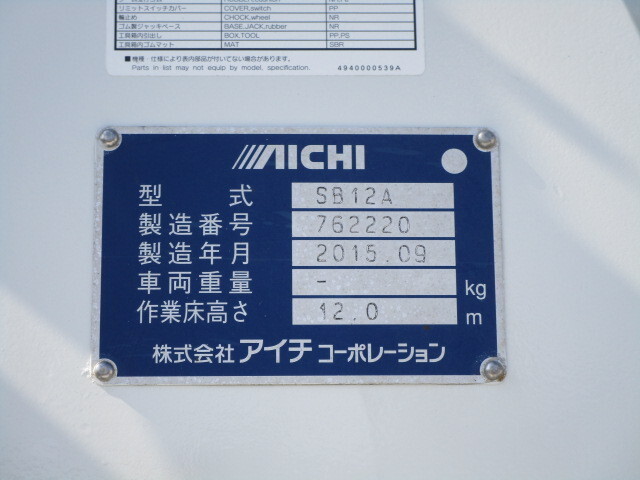 リミットスイッチカバー COVER,switch PP
輪止め CHOCK,wheel NR
ゴム製ジャッキベース BASE,JACK,rubber NR
工具箱内引出し BOX,TOOL PP,PS
工具箱内ゴムマット MAT SBR
■機種・仕様により表内部品が付いてない場合があります。
Parts in list may not equip by model, specification. 4940000539A
AICHI
型式 SB12A
製造番号 762220
製造年月 2015.09
車両重量 - kg
作業床高さ 12.0 m
株式会社アイチコーポレーション